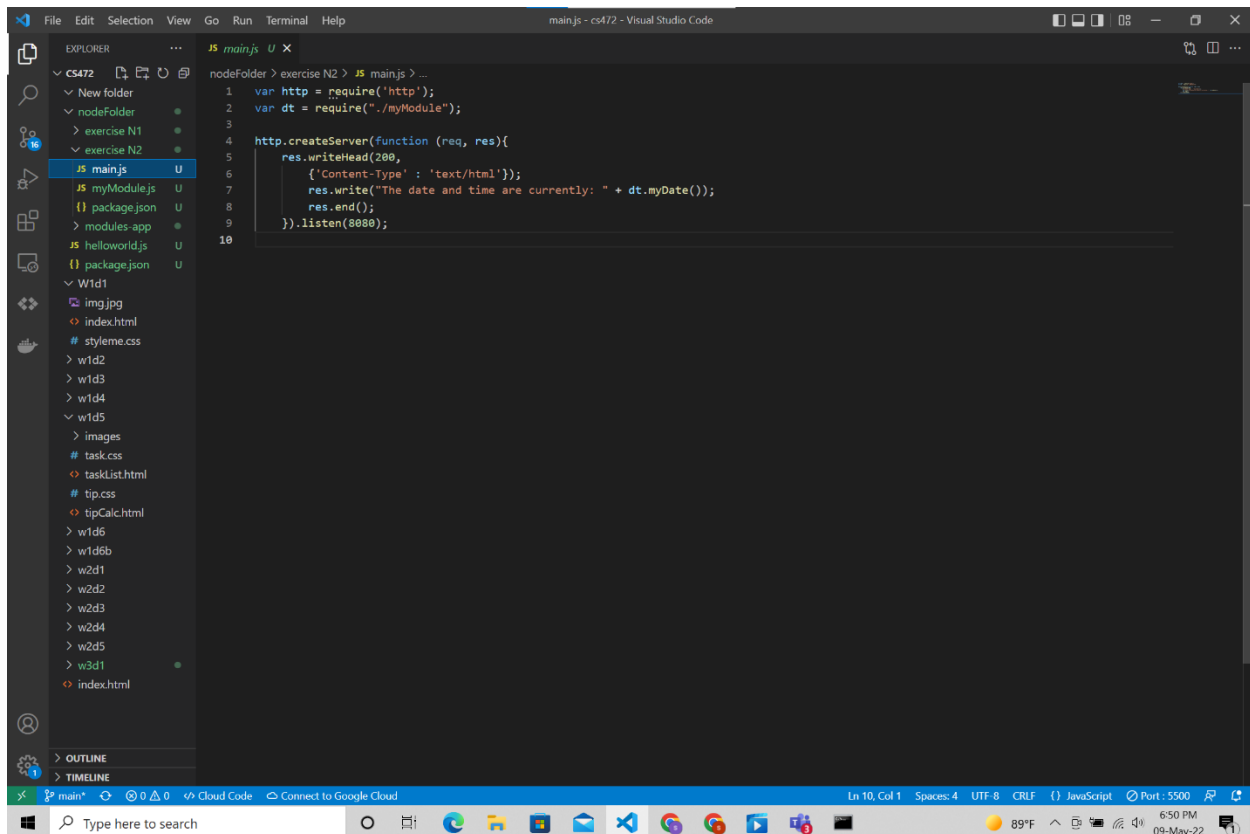 File Edit Selection View Go Run Terminal Help main.js - cs472 - Visual Studio Code
EXPLORER
JS main.js U
CS472
nodeFolder > exercise N2 > JS main.js > ...
New folder
nodeFolder
exercise N1
exercise N2
JS main.js U
JS myModule.js U
{} package.json U
modules-app
JS helloworld.js U
{} package.json U
W1d1
img.jpg
index.html
# styleme.css
w1d2
w1d3
w1d4
w1d5
images
# task.css
taskList.html
# tip.css
tipCalc.html
w1d6
w1d6b
w2d1
w2d2
w2d3
w2d4
w2d5
w3d1
index.html
OUTLINE
TIMELINE
16
1
1 var http = require('http');
2 var dt = require("./myModule");
3
4 http.createServer(function (req, res){
5 res.writeHead(200,
6 {'Content-Type' : 'text/html'});
7 res.write("The date and time are currently: " + dt.myDate());
8 res.end();
9 }).listen(8080);
10
main* 0 0 Cloud Code Connect to Google Cloud Ln 10, Col 1 Spaces: 4 UTF-8 CRLF {} JavaScript Port : 5500
Type here to search 89°F 6:50 PM
09-May-22